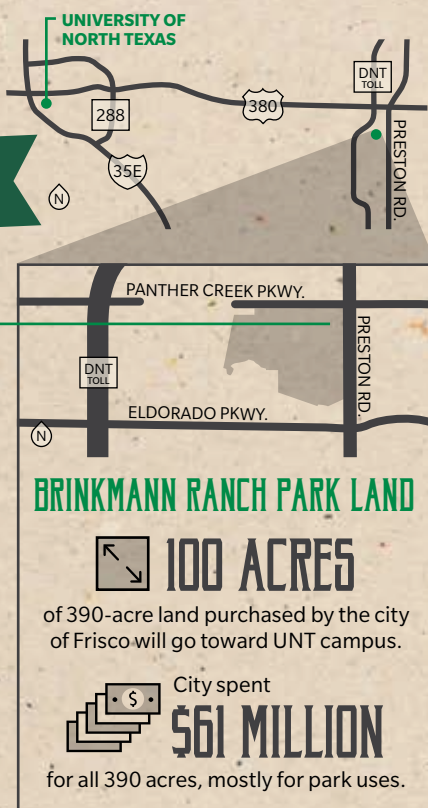 UNIVERSITY OF
NORTH TEXAS
DNT
TOLL
380
288
35E
PRESTON RD.
N
PANTHER CREEK PKWY.
PRESTON RD.
DNT
TOLL
ELDORADO PKWY.
N
BRINKMANN RANCH PARK LAND
100 ACRES
of 390-acre land purchased by the city
of Frisco will go toward UNT campus.
$
City spent
$61 MILLION
for all 390 acres, mostly for park uses.